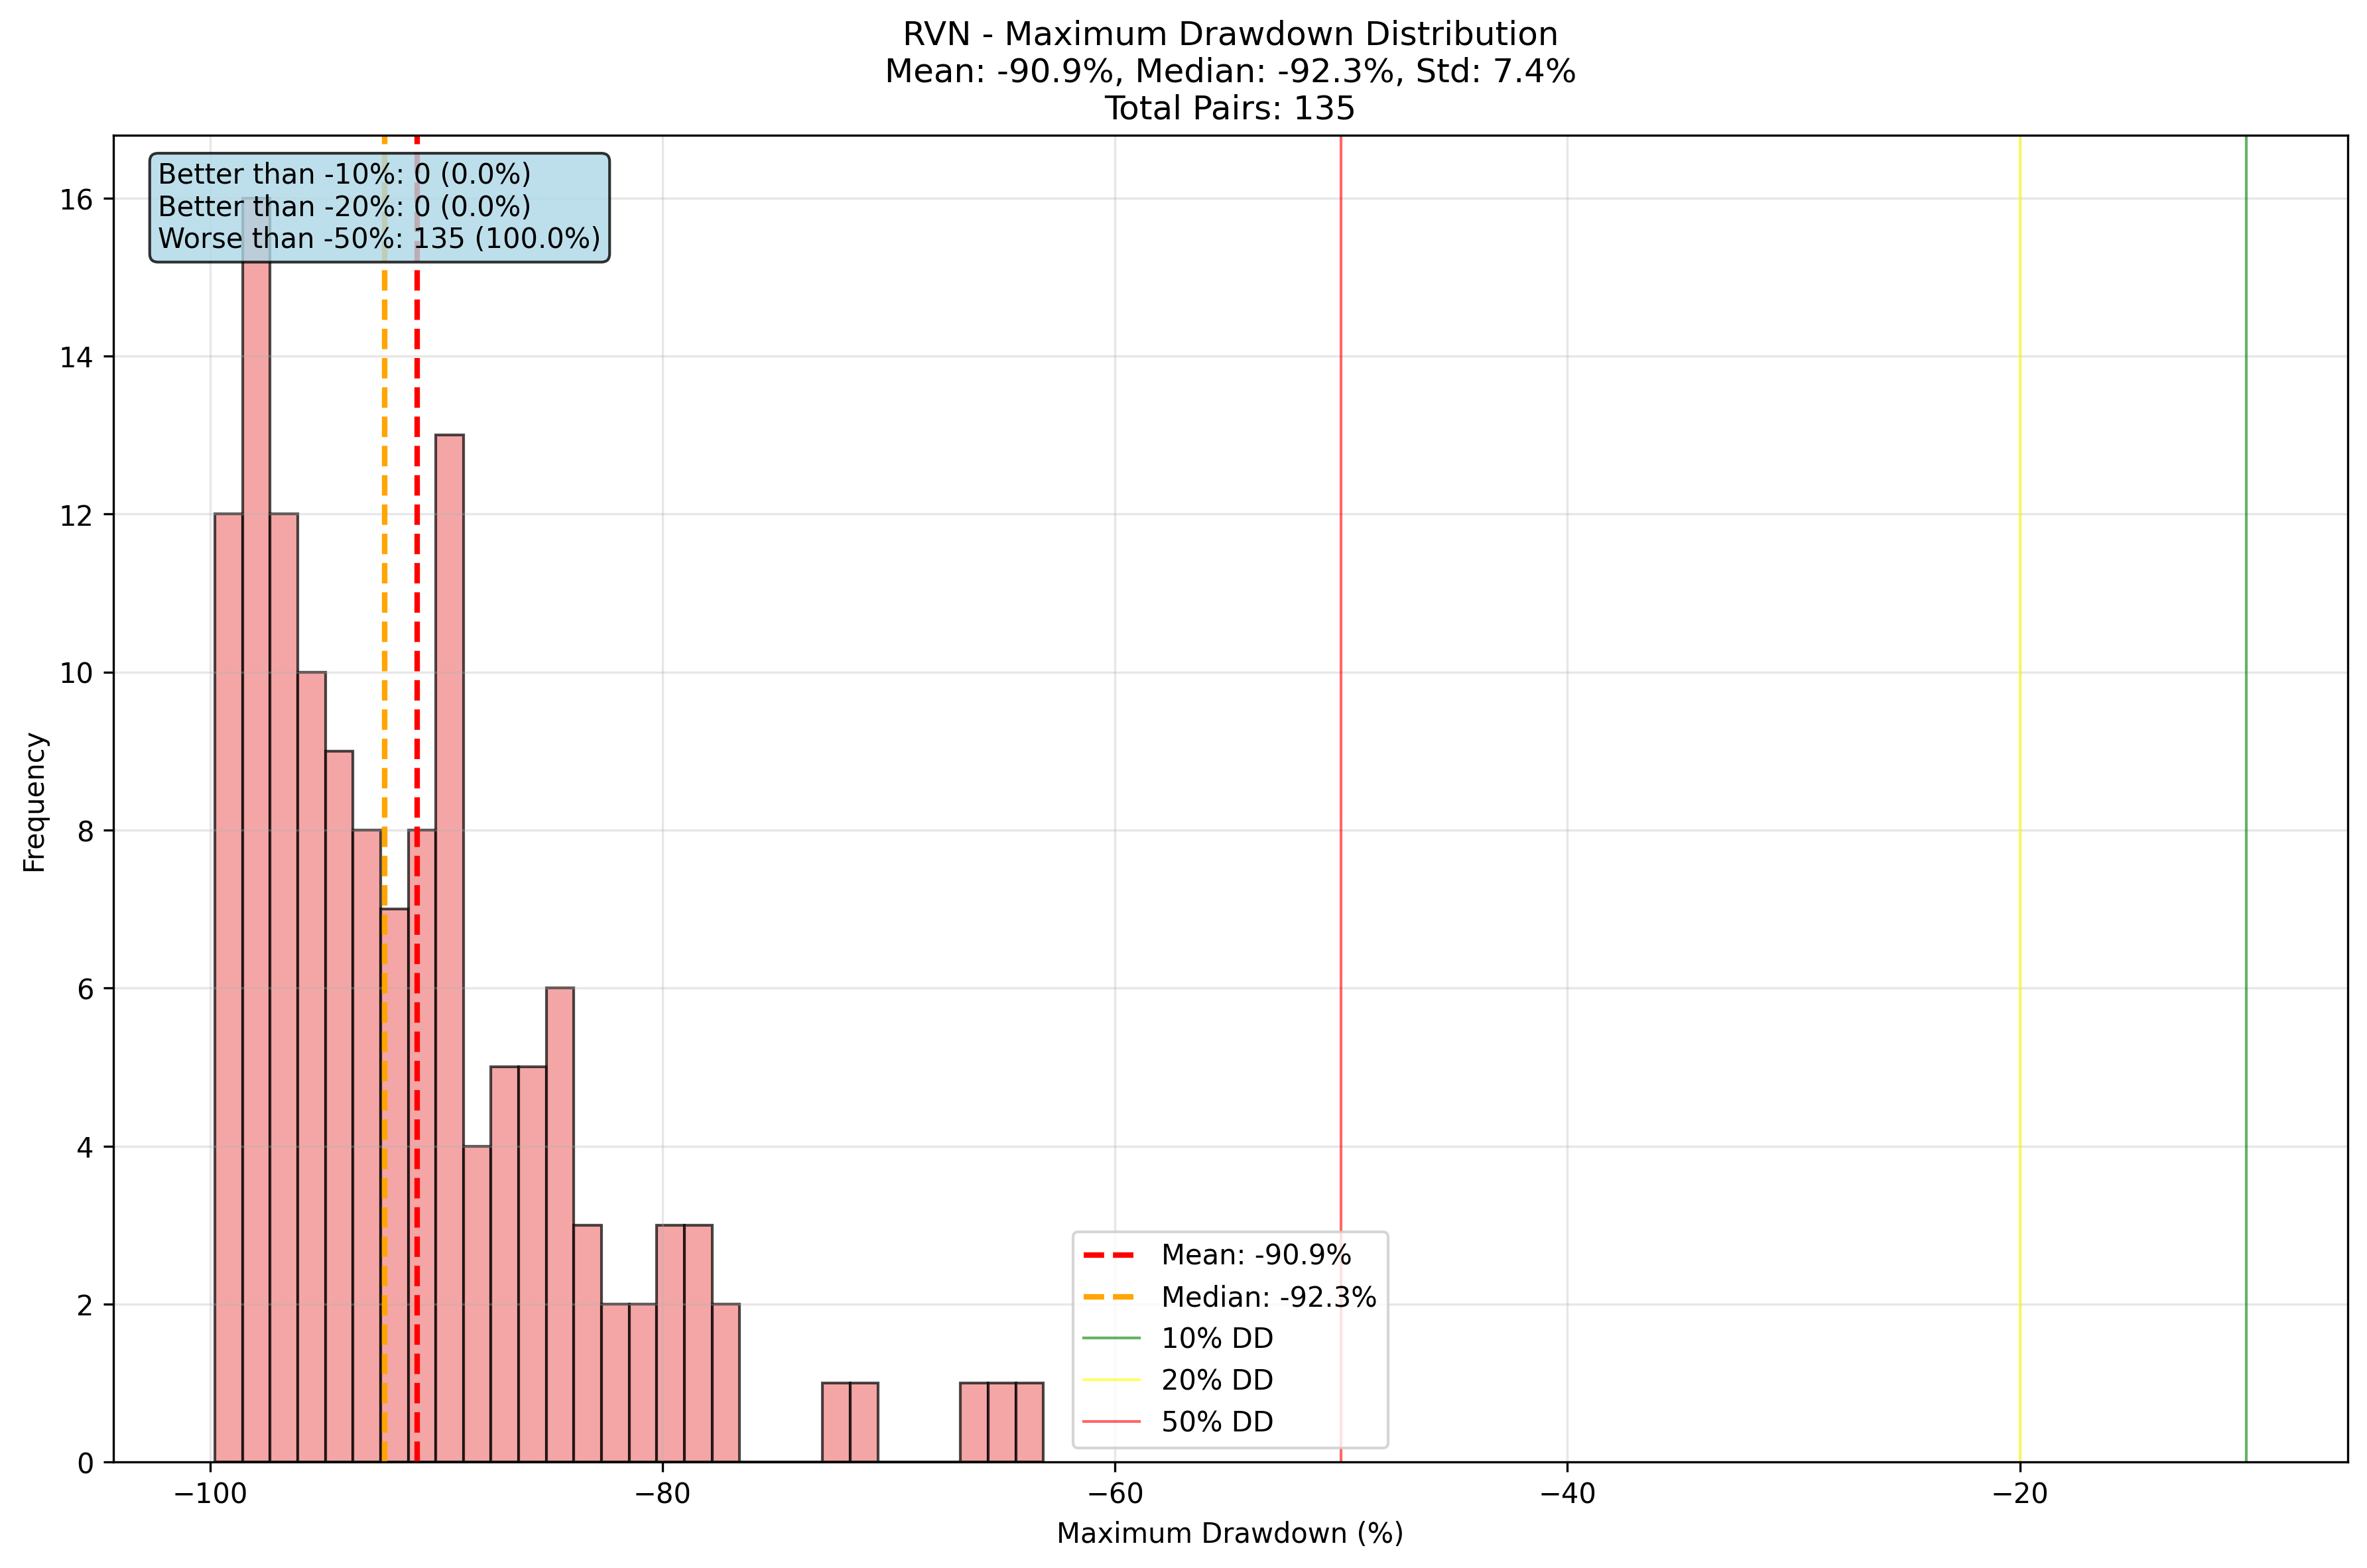 RVN - Maximum Drawdown Distribution
Mean: -90.9%, Median: -92.3%, Std: 7.4%
Total Pairs: 135
Better than -10%: 0 (0.0%)
Better than -20%: 0 (0.0%)
Worse than -50%: 135 (100.0%)
16
14
12
10
8
6
4
2
0
Frequency
Mean: -90.9%
Median: -92.3%
10% DD
20% DD
50% DD
−100
−80
−60
−40
−20
Maximum Drawdown (%)